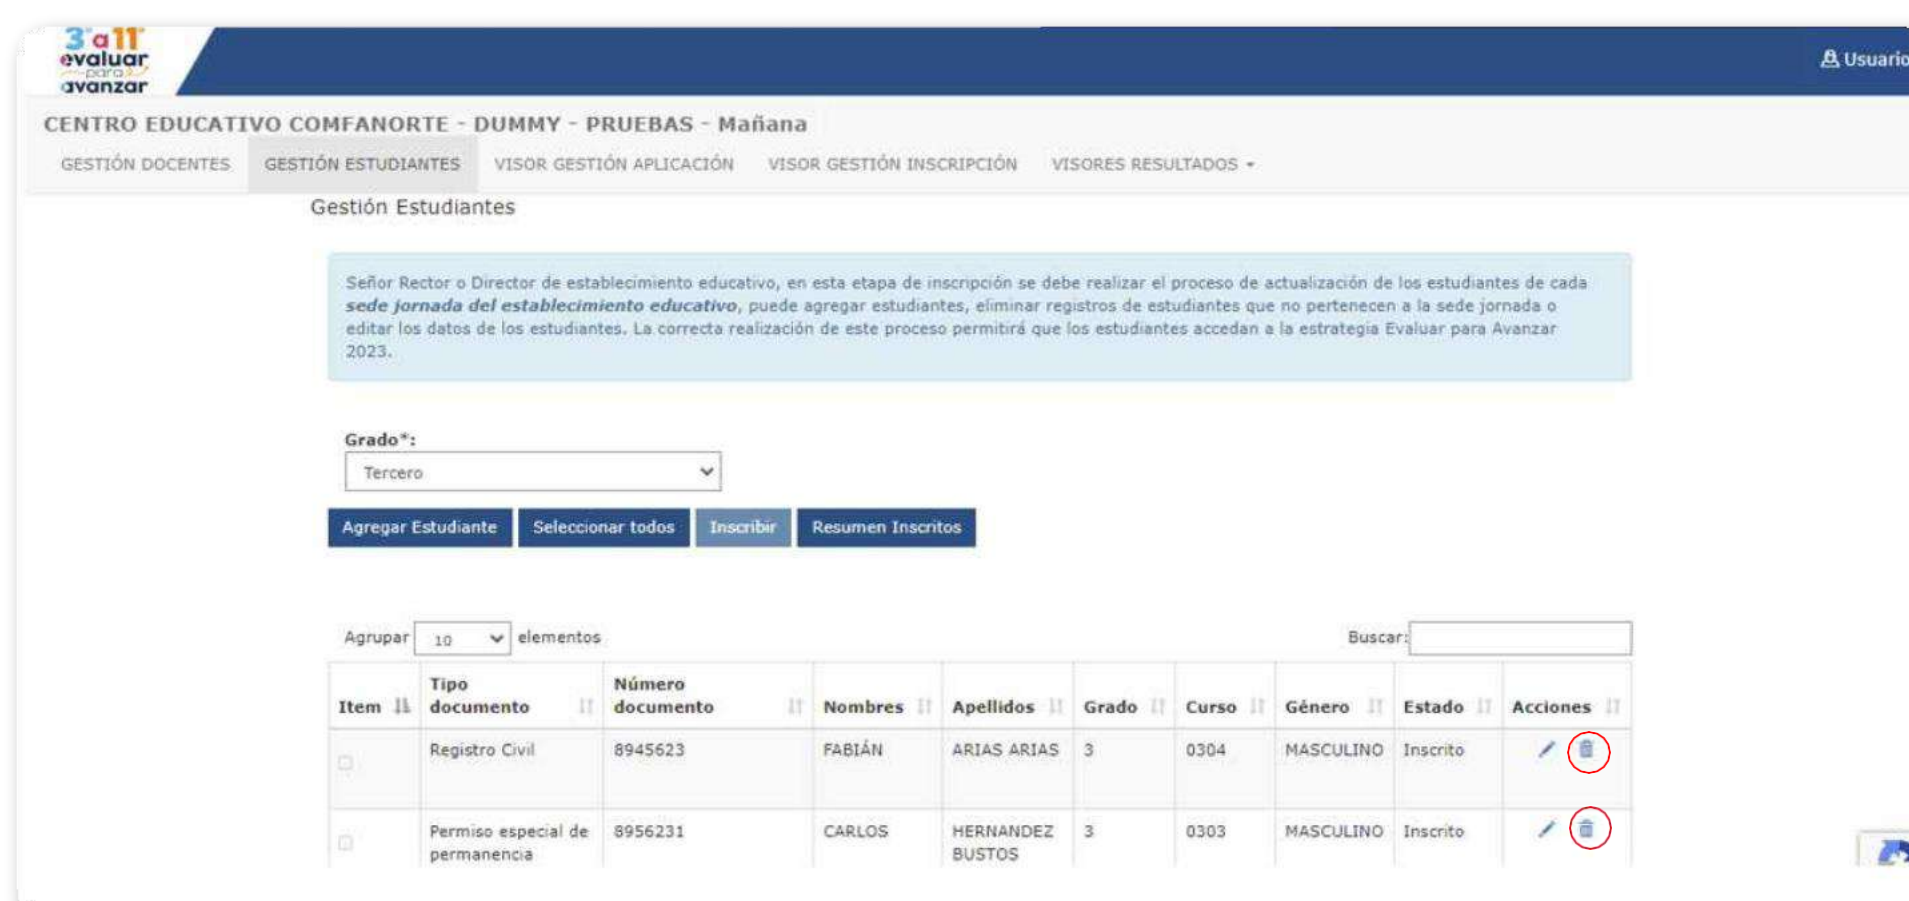 3°a11°
evaluar
para
avanzar
Usuario
CENTRO EDUCATIVO COMFANORTE - DUMMY - PRUEBAS - Mañana
GESTIÓN DOCENTES GESTIÓN ESTUDIANTES VISOR GESTIÓN APLICACIÓN VISOR GESTIÓN INSCRIPCIÓN VISORES RESULTADOS
Gestión Estudiantes
Señor Rector o Director de establecimiento educativo, en esta etapa de inscripción se debe realizar el proceso de actualización de los estudiantes de cada
sede jornada del establecimiento educativo, puede agregar estudiantes, eliminar registros de estudiantes que no pertenecen a la sede jornada o
editar los datos de los estudiantes. La correcta realización de este proceso permitirá que los estudiantes accedan a la estrategia Evaluar para Avanzar
2023.
Grado*:
Tercero
Agregar Estudiante Seleccionar todos Inscribir Resumen Inscritos
Agrupar 10 elementos Buscar:
Item Tipo documento Número documento Nombres Apellidos Grado Curso Género Estado Acciones
Registro Civil 8945623 FABIÁN ARIAS ARIAS 3 0304 MASCULINO Inscrito
Permiso especial de permanencia 8956231 CARLOS HERNANDEZ BUSTOS 3 0303 MASCULINO Inscrito